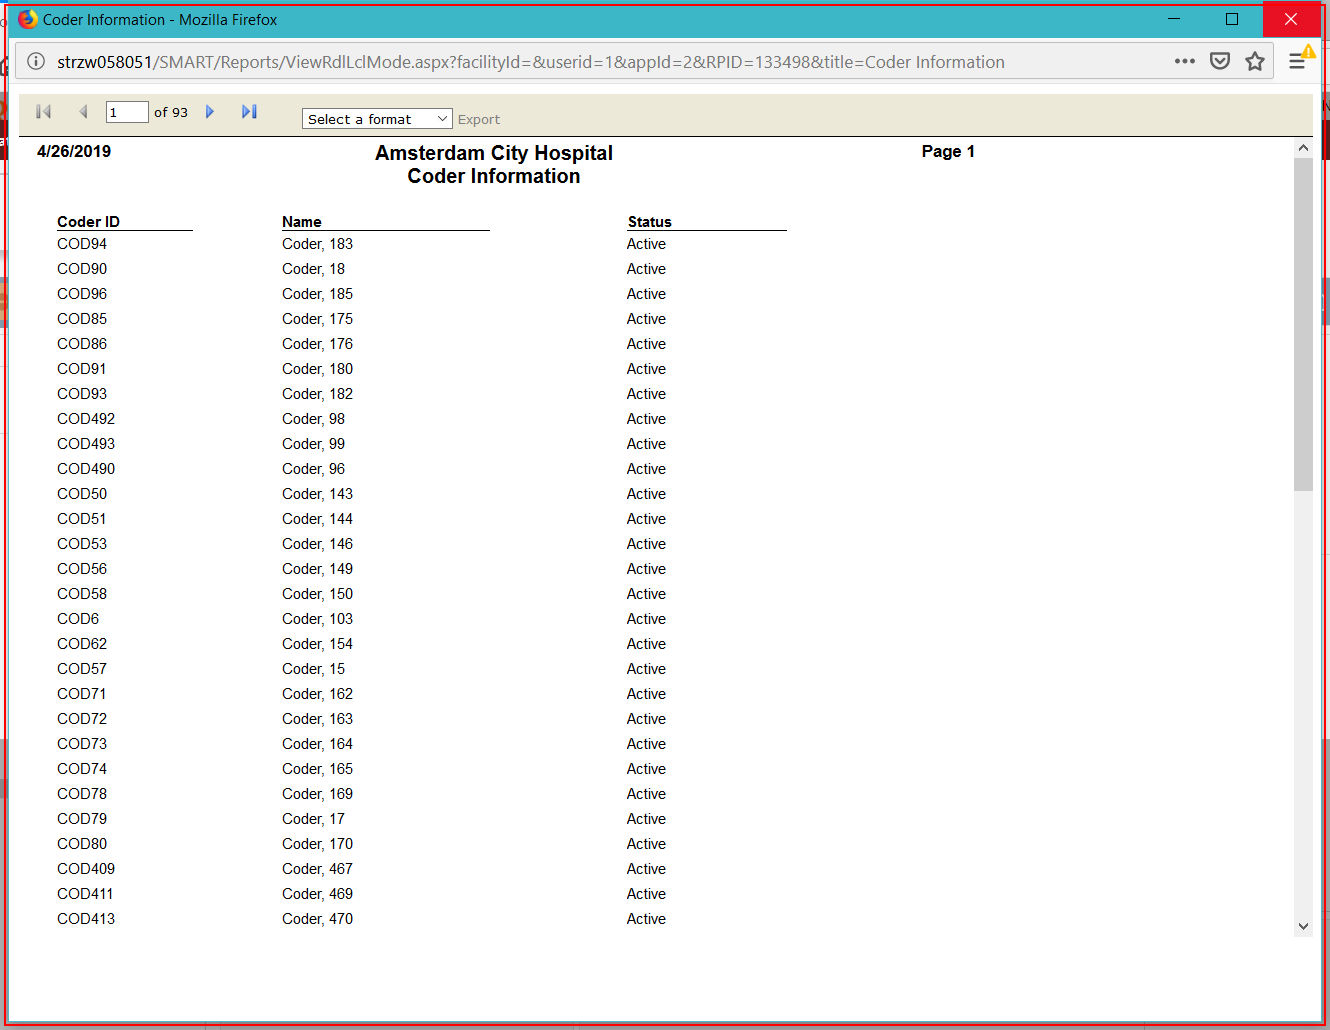 Coder Information - Mozilla Firefox
strzw058051/SMART/Reports/ViewRdlLclMode.aspx?facilityId=&userid=1&appId=2&RPID=133498&title=Coder Information
1 of 93 Select a format Export
4/26/2019 Amsterdam City Hospital Page 1
Coder Information
Coder ID Name Status
COD94 Coder, 183 Active
COD90 Coder, 18 Active
COD96 Coder, 185 Active
COD85 Coder, 175 Active
COD86 Coder, 176 Active
COD91 Coder, 180 Active
COD93 Coder, 182 Active
COD492 Coder, 98 Active
COD493 Coder, 99 Active
COD490 Coder, 96 Active
COD50 Coder, 143 Active
COD51 Coder, 144 Active
COD53 Coder, 146 Active
COD56 Coder, 149 Active
COD58 Coder, 150 Active
COD6 Coder, 103 Active
COD62 Coder, 154 Active
COD57 Coder, 15 Active
COD71 Coder, 162 Active
COD72 Coder, 163 Active
COD73 Coder, 164 Active
COD74 Coder, 165 Active
COD78 Coder, 169 Active
COD79 Coder, 17 Active
COD80 Coder, 170 Active
COD409 Coder, 467 Active
COD411 Coder, 469 Active
COD413 Coder, 470 Active